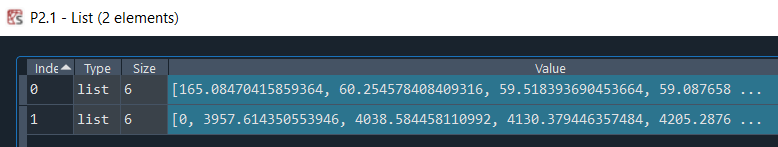 P2.1 - List (2 elements)
Inde Type Size Value
0 list 6 [165.08470415859364, 60.254578408409316, 59.518393690453664, 59.087658 ...
1 list 6 [0, 3957.614350553946, 4038.584458110992, 4130.379446357484, 4205.2876 ...